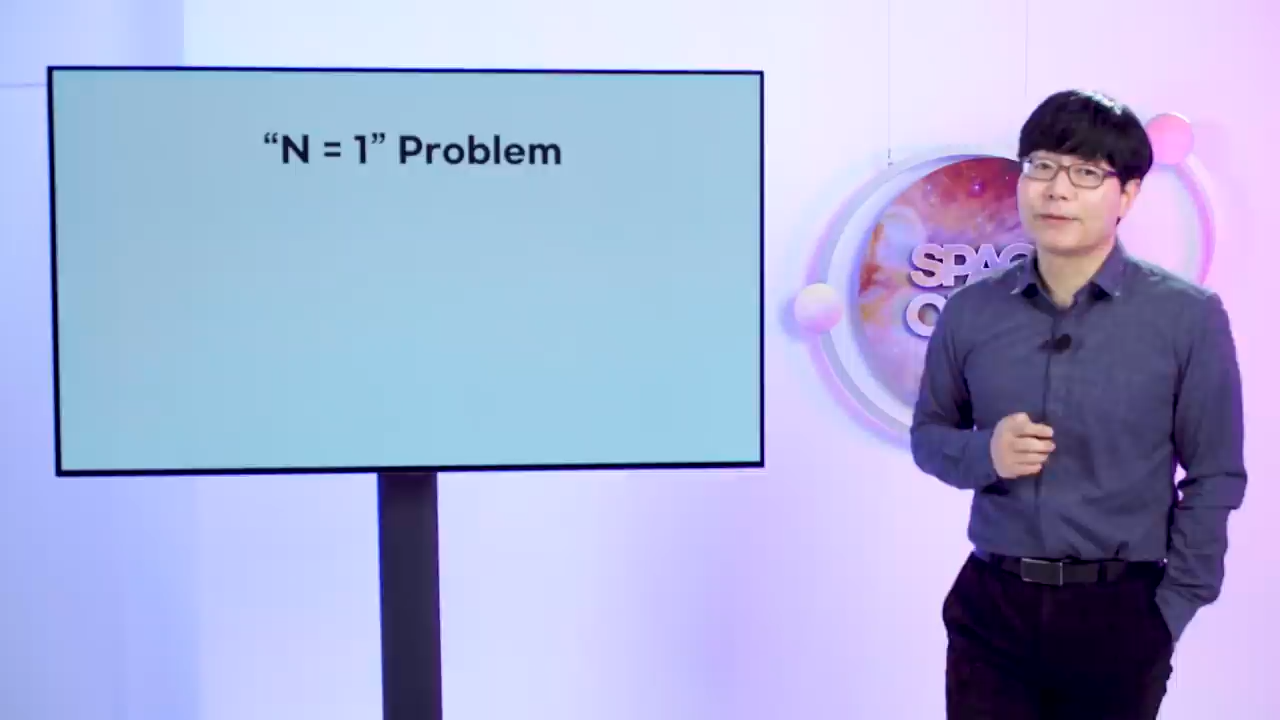 “N = 1” Problem